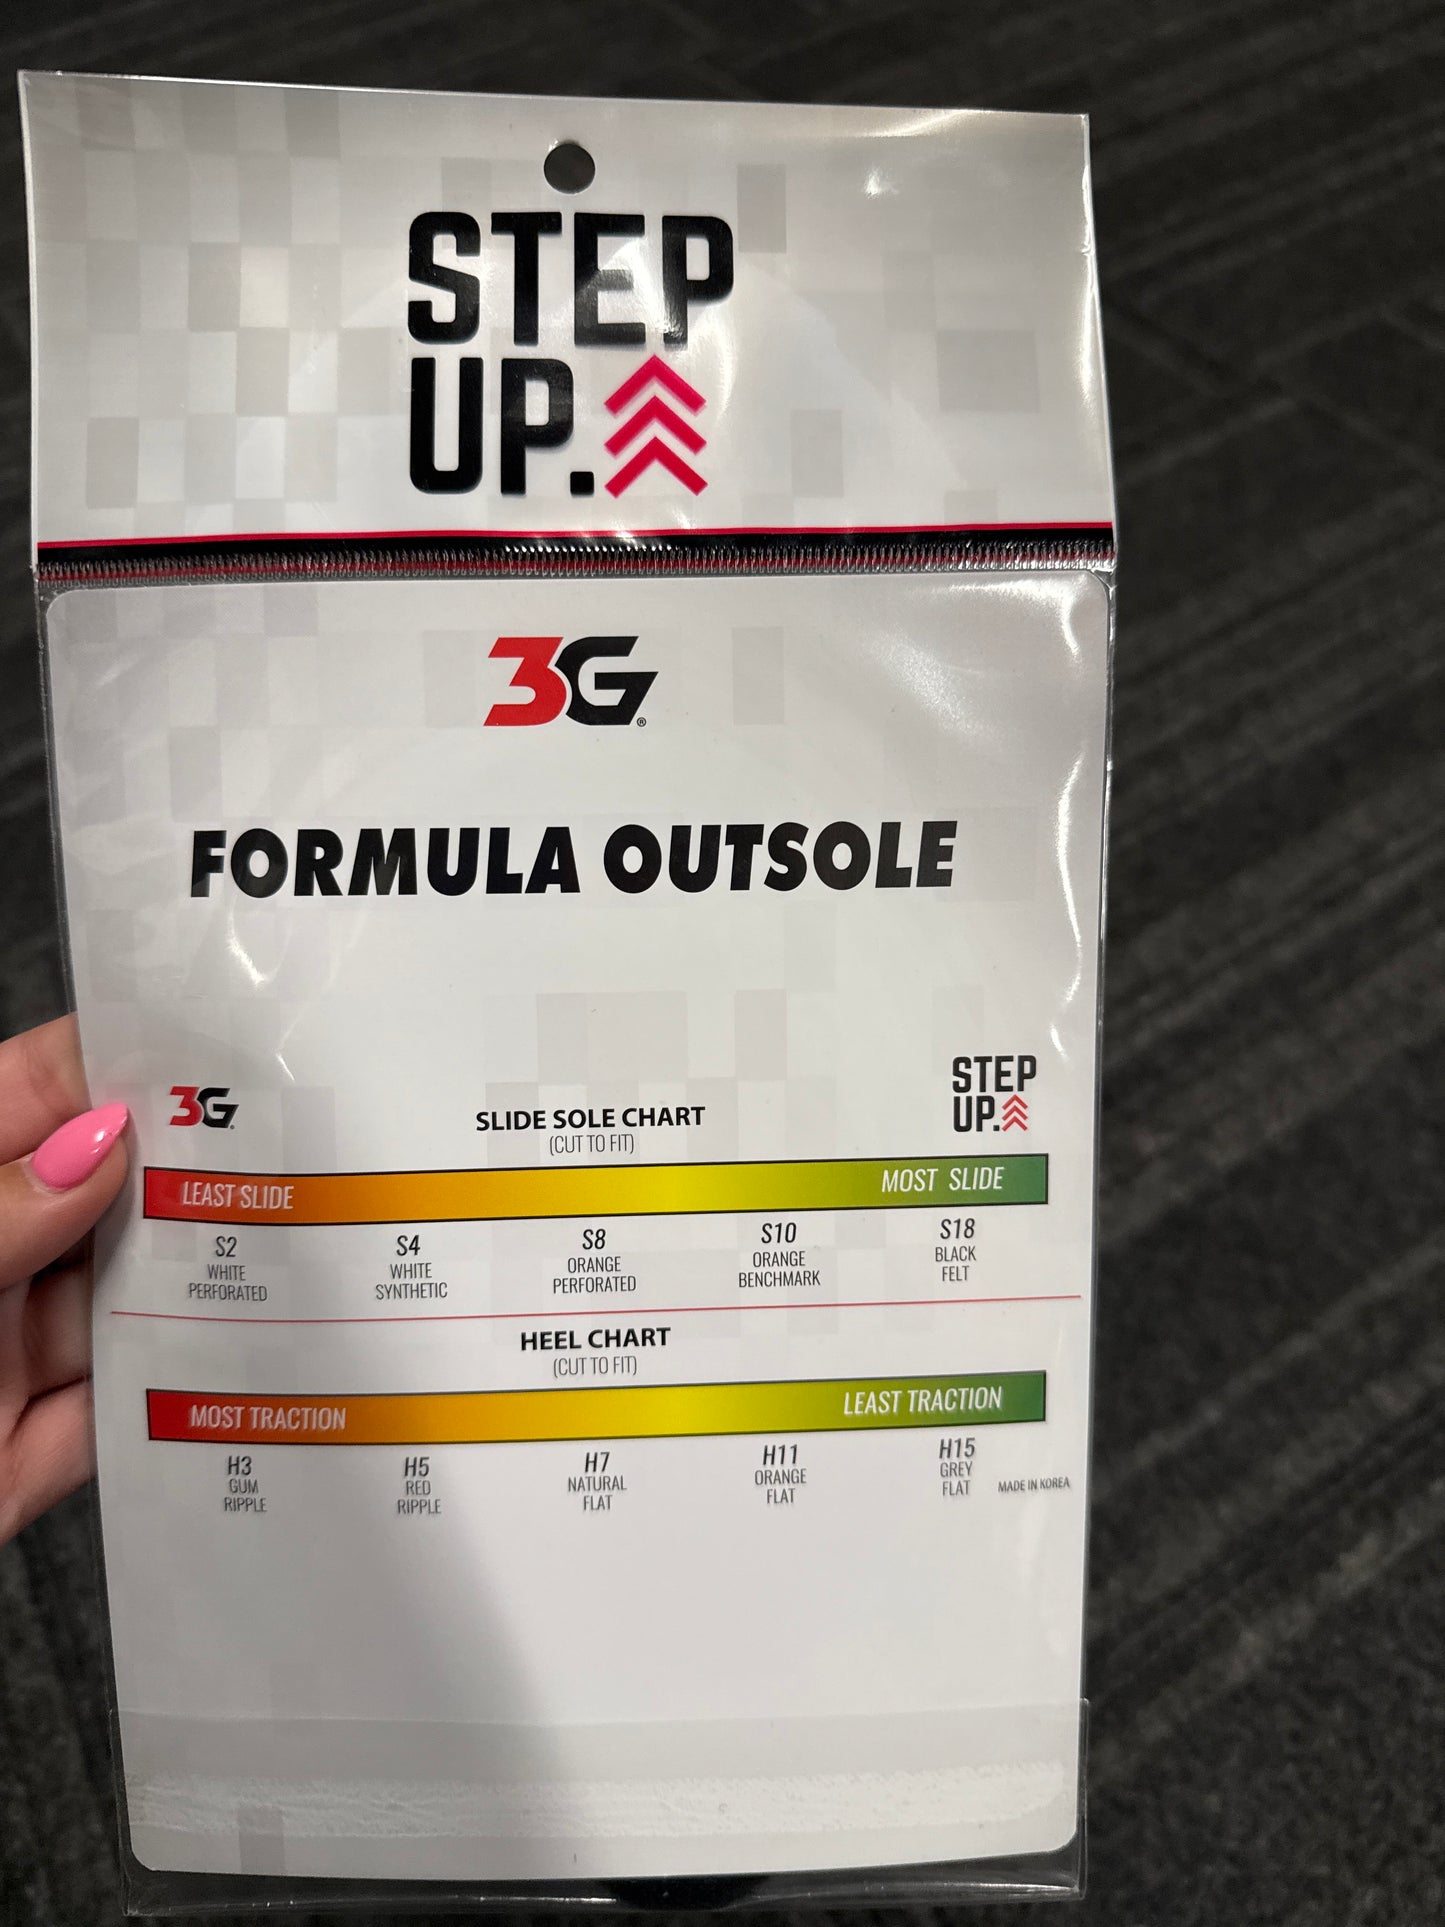 STEP
UP.
3G®
FORMULA OUTSOLE
3G
STEP
UP.
SLIDE SOLE CHART
(CUT TO FIT)
LEAST SLIDE
MOST SLIDE
S2
WHITE
PERFORATED
S4
WHITE
SYNTHETIC
S8
ORANGE
PERFORATED
S10
ORANGE
BENCHMARK
S18
BLACK
FELT
HEEL CHART
(CUT TO FIT)
MOST TRACTION
LEAST TRACTION
H3
GUM
RIPPLE
H5
RED
RIPPLE
H7
NATURAL
FLAT
H11
ORANGE
FLAT
H15
GREY
FLAT
MADE IN KOREA